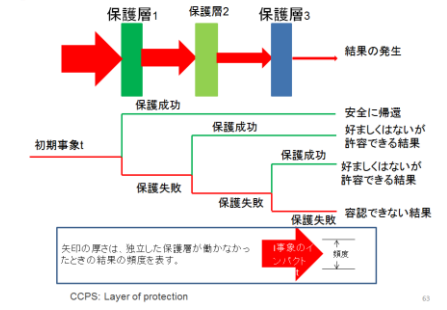 保護層1
保護層2
保護層3
結果の発生
保護成功
安全に帰還
保護成功
好ましくはないが
許容できる結果
初期事象t
保護成功
好ましくはないが
許容できる結果
保護失敗
保護失敗
保護失敗
容認できない結果
矢印の厚さは、独立した保護層が働かなかっ
たときの結果の頻度を表す。
t事象のイ
ンパクト
t
頻度
CCPS: Layer of protection
63